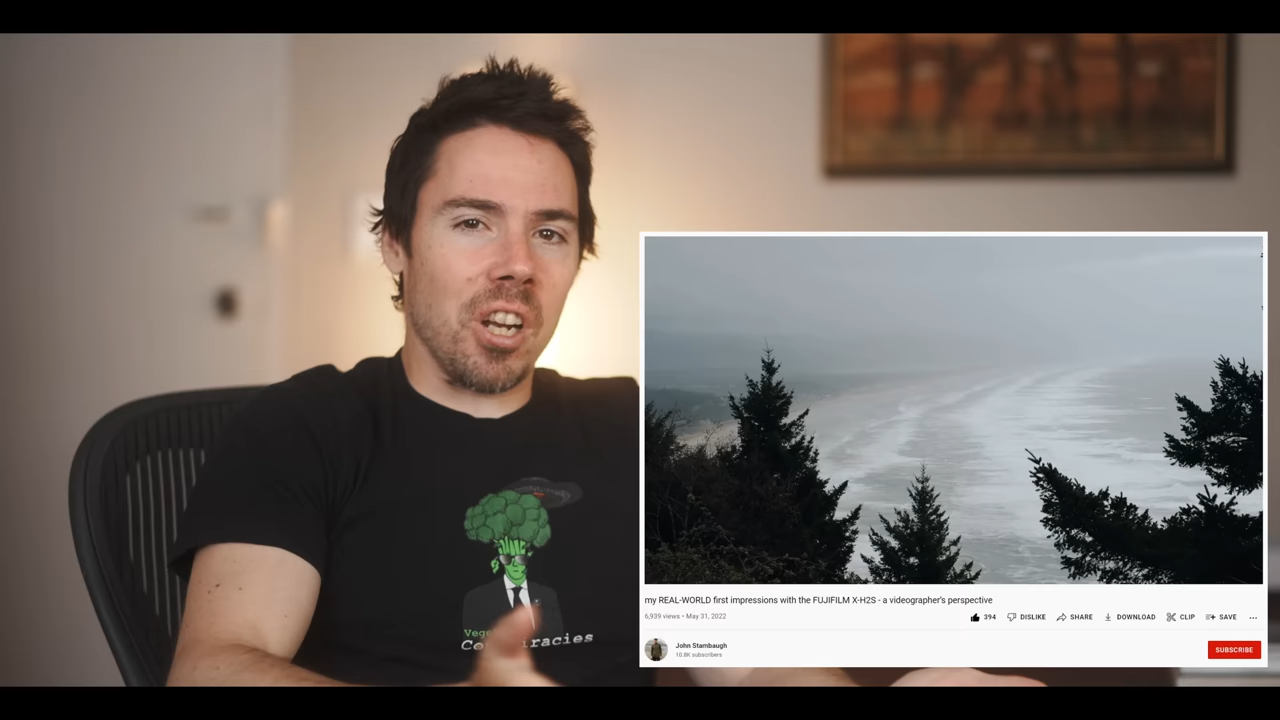 my REAL-WORLD first impressions with the FUJIFILM X-H2S - a videographer's perspective
6,939 views • May 31, 2022
394 DISLIKE SHARE DOWNLOAD CLIP SAVE ...
John Stambaugh
10.8K subscribers
SUBSCRIBE